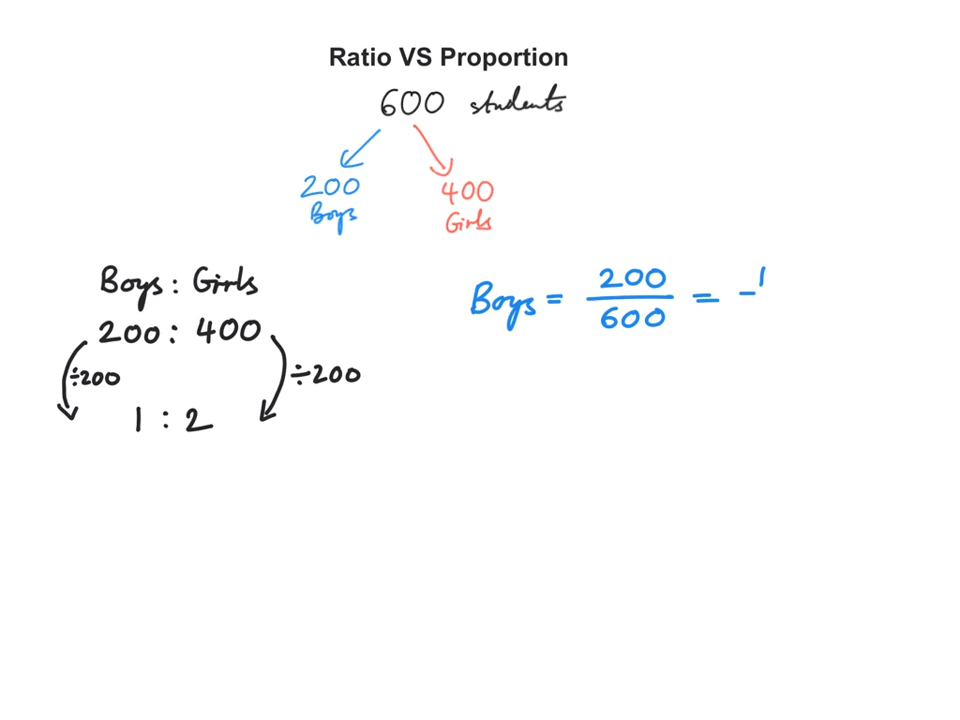 Ratio VS Proportion
600 students
200 400
Boys Girls
Boys : Girls
200 : 400
÷200 ÷200
1 : 2
Boys = 200/600 = -1